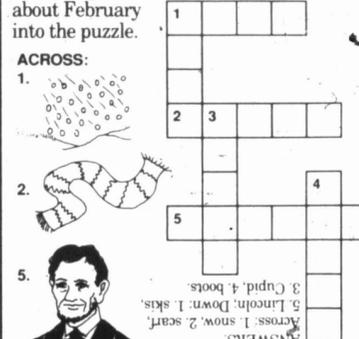 about February
into the puzzle.
ACROSS:
1.
2.
5.
1
2 3
4
5
ANSWERS:
Across: 1. snow, 2. scarf,
5. Lincoln; Down: 1. skis,
3. Cupid, 4. boots.